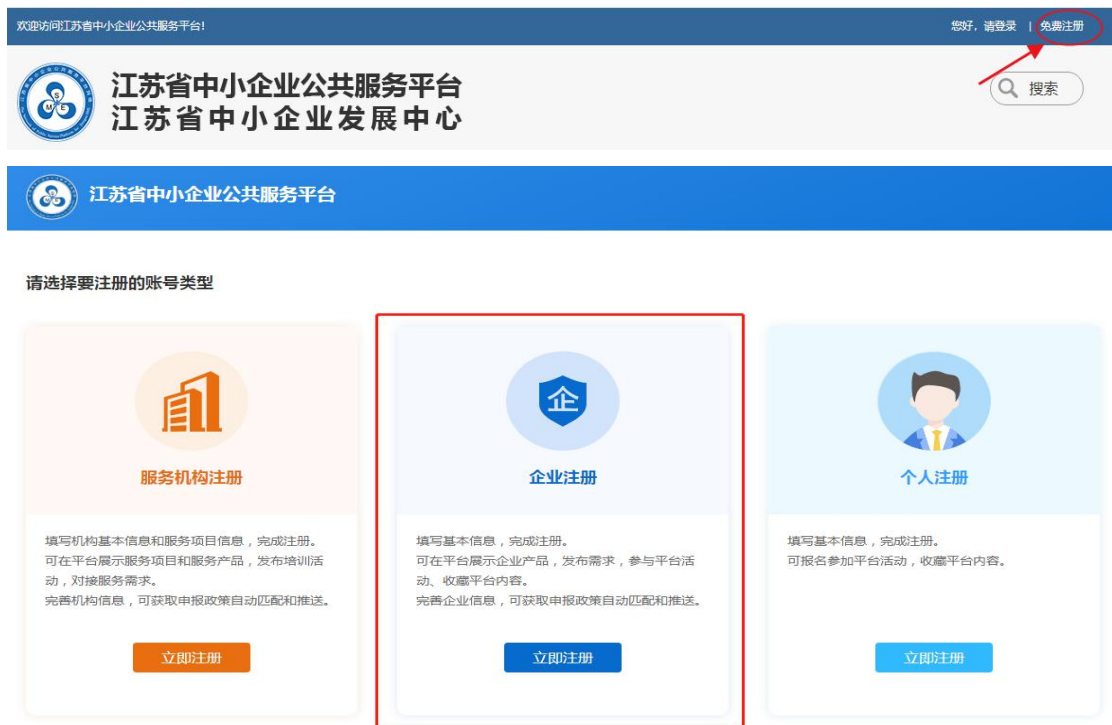 欢迎访问江苏省中小企业公共服务平台!
您好, 请登录 | 免费注册
江苏省中小企业公共服务平台
江苏省中小企业发展中心
搜索
S
M E
江苏省中小企业公共服务平台
请选择要注册的账号类型
服务机构注册
填写机构基本信息和服务项目信息,完成注册。
可在平台展示服务项目和服务产品,发布培训活
动,对接服务需求。
完善机构信息,可获取申报政策自动匹配和推送。
立即注册
企
企业注册
填写基本信息,完成注册。
可在平台展示企业产品,发布需求,参与平台活
动、收藏平台内容。
完善企业信息,可获取申报政策自动匹配和推送。
立即注册
个人注册
填写基本信息,完成注册。
可报名参加平台活动,收藏平台内容。
立即注册